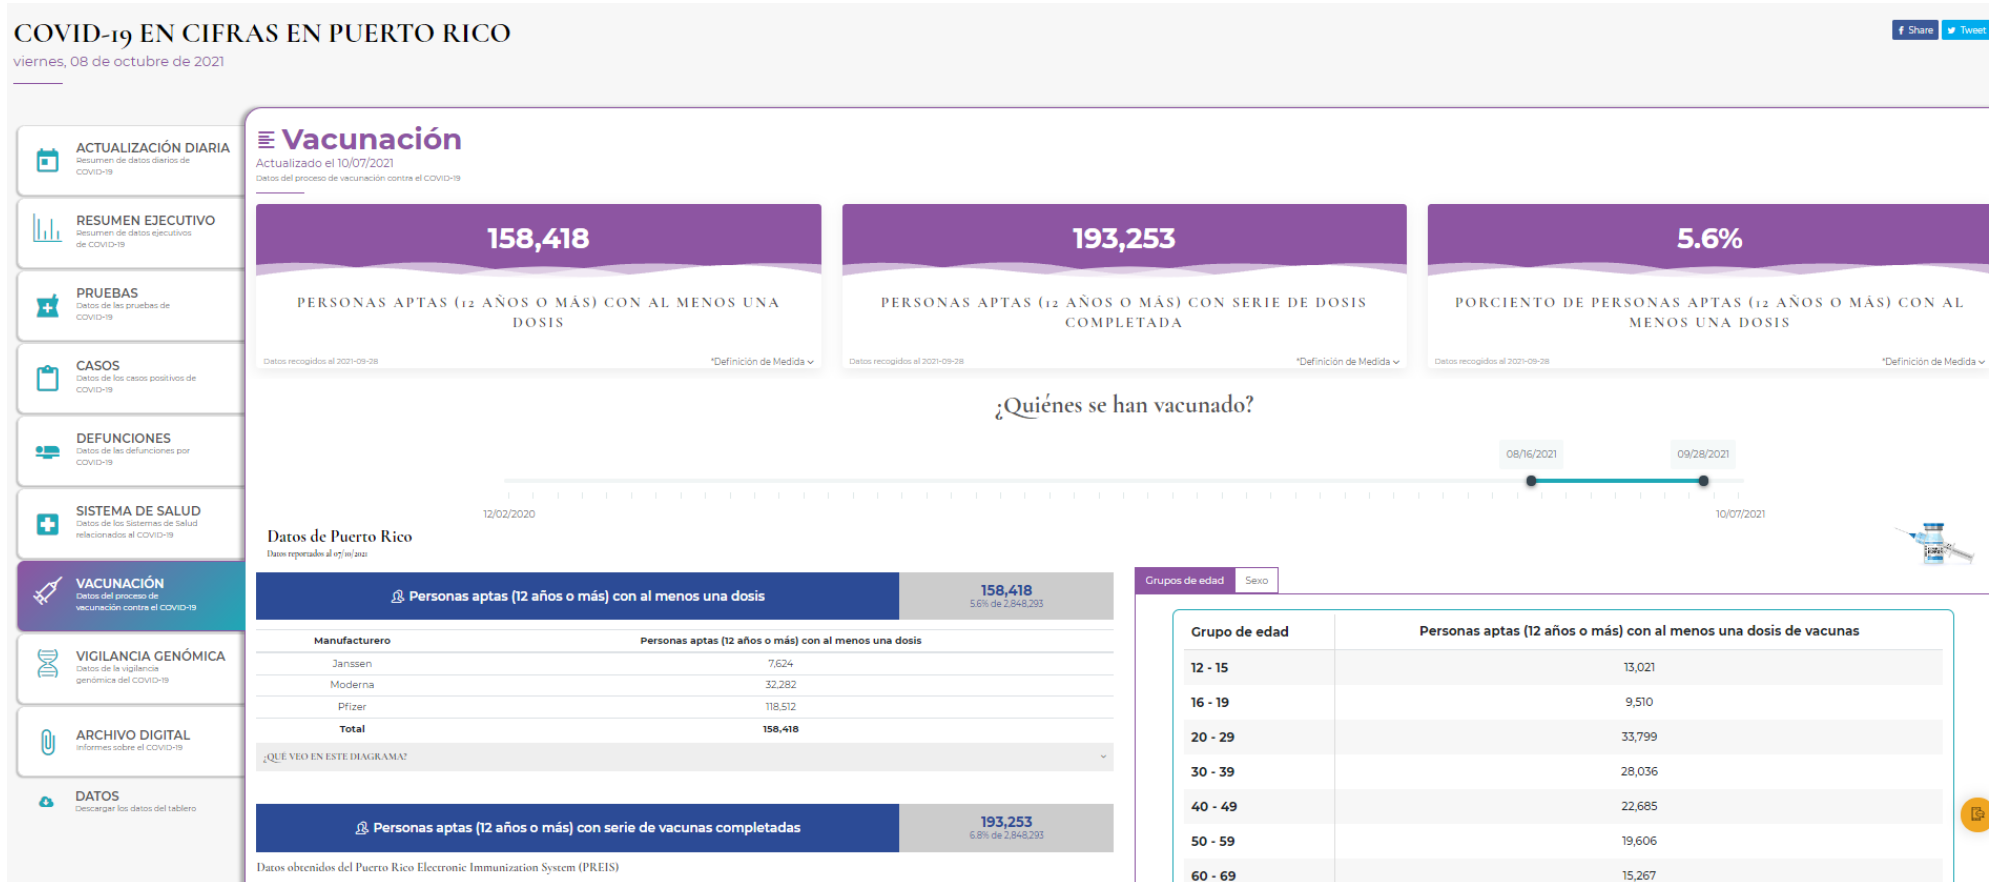 COVID-19 EN CIFRAS EN PUERTO RICO
viernes, 08 de octubre de 2021
Share
Tweet
ACTUALIZACIÓN DIARIA
Resumen de datos diarios de
COVID-19
RESUMEN EJECUTIVO
Resumen de datos ejecutivos
de COVID-19
PRUEBAS
Datos de las pruebas de
COVID-19
CASOS
Datos de los casos positivos de
COVID-19
DEFUNCIONES
Datos de las defunciones por
COVID-19
SISTEMA DE SALUD
Datos de los Sistemas de Salud
relacionados al COVID-19
VACUNACIÓN
Datos del proceso de
vacunación contra el COVID-19
VIGILANCIA GENÓMICA
Datos de la vigilancia
genómica del COVID-19
ARCHIVO DIGITAL
Informes sobre el COVID-19
DATOS
Descargar los datos del tablero
Vacunación
Actualizado el 10/07/2021
Datos del proceso de vacunación contra el COVID-19
158,418
PERSONAS APTAS (12 AÑOS O MÁS) CON AL MENOS UNA
DOSIS
Datos recogidos al 2021-09-28
*Definición de Medida
193,253
PERSONAS APTAS (12 AÑOS O MÁS) CON SERIE DE DOSIS
COMPLETADA
Datos recogidos al 2021-09-28
*Definición de Medida
5.6%
PORCIENTO DE PERSONAS APTAS (12 AÑOS O MÁS) CON AL
MENOS UNA DOSIS
Datos recogidos al 2021-09-28
*Definición de Medida
¿Quiénes se han vacunado?
08/16/2021 09/28/2021
12/02/2020 10/07/2021
Datos de Puerto Rico
Datos reportados al 07/10/2021
Personas aptas (12 años o más) con al menos una dosis
158,418
5.6% de 2,848,293
Manufacturero Personas aptas (12 años o más) con al menos una dosis
Janssen 7,624
Moderna 32,282
Pfizer 118,512
Total 158,418
¿QUÉ VEO EN ESTE DIAGRAMA?
Personas aptas (12 años o más) con serie de vacunas completadas
193,253
6.8% de 2,848,293
Datos obtenidos del Puerto Rico Electronic Immunization System (PREIS)
Grupos de edad Sexo
Grupo de edad Personas aptas (12 años o más) con al menos una dosis de vacunas
12 - 15 13,021
16 - 19 9,510
20 - 29 33,799
30 - 39 28,036
40 - 49 22,685
50 - 59 19,606
60 - 69 15,267